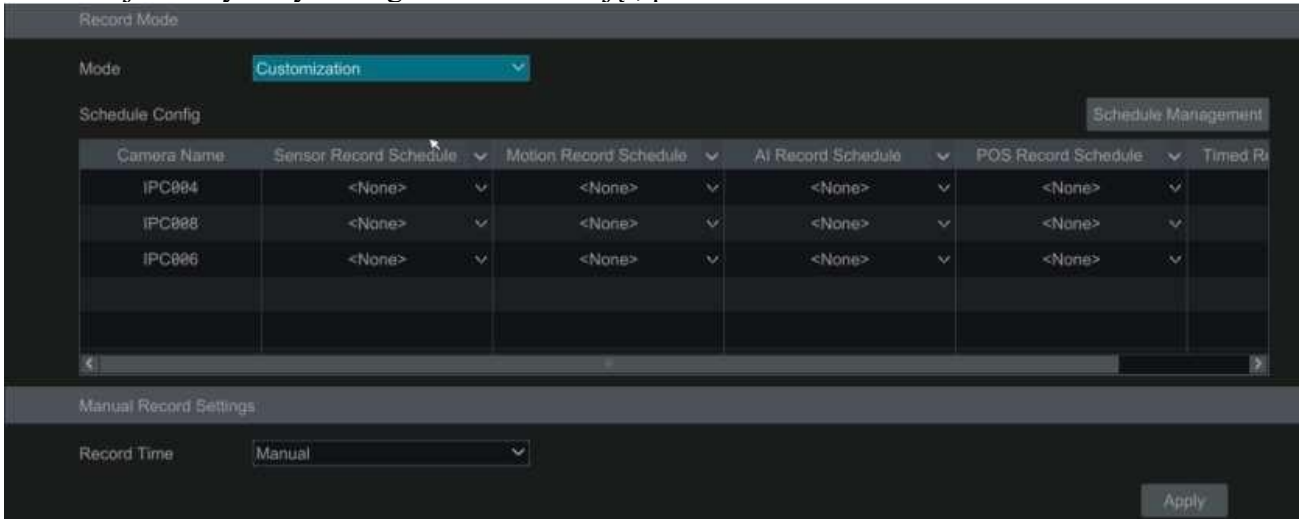 Record Mode
Mode Customization
Schedule Config Schedule Management
Camera Name Sensor Record Schedule Motion Record Schedule AI Record Schedule POS Record Schedule Timed
IPC004 <None> <None> <None> <None>
IPC008 <None> <None> <None> <None>
IPC006 <None> <None> <None> <None>
Manual Record Settings
Record Time Manual
Apply